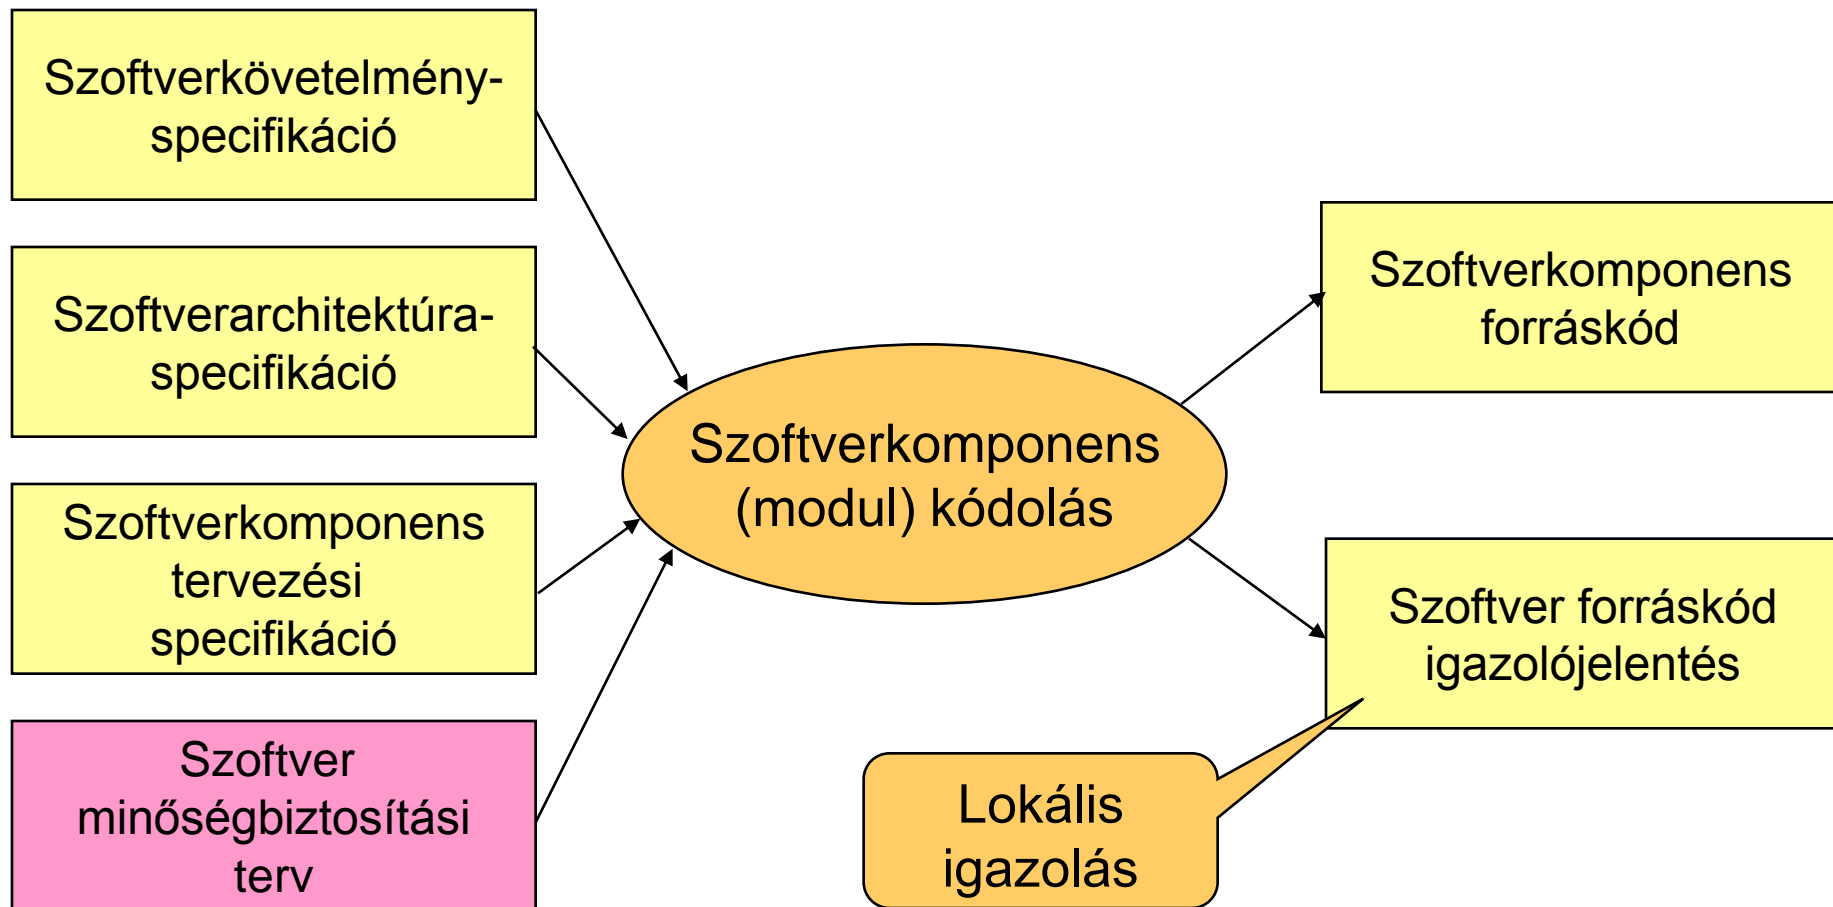 Szoftverkövetelmény-
specifikáció
Szoftverarchitektúra-
specifikáció
Szoftverkomponens
tervezési
specifikáció
Szoftver
minőségbiztosítási
terv
Szoftverkomponens
(modul) kódolás
Szoftverkomponens
forráskód
Szoftver forráskód
igazolójelentés
Lokális
igazolás